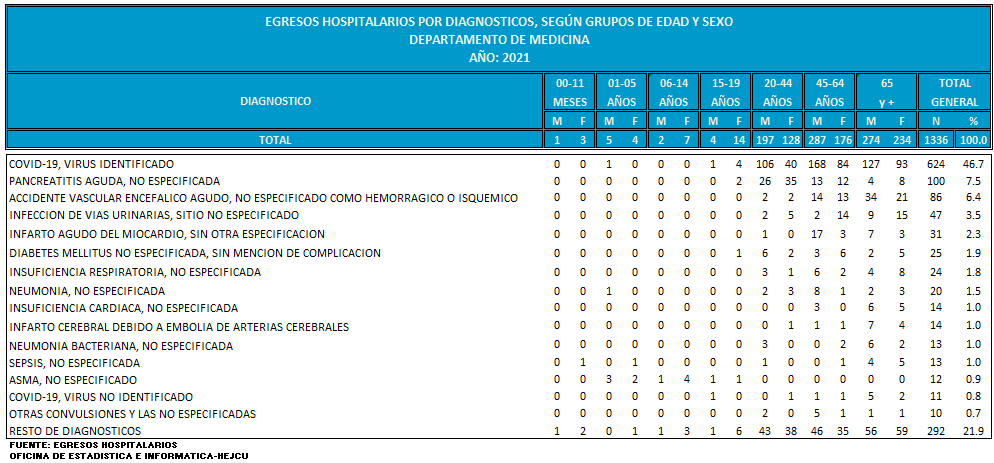 EGRESOS HOSPITALARIOS POR DIAGNOSTICOS, SEGÚN GRUPOS DE EDAD Y SEXO
DEPARTAMENTO DE MEDICINA
AÑO: 2021
DIAGNOSTICO 00-11 MESES 01-05 AÑOS 06-14 AÑOS 15-19 AÑOS 20-44 AÑOS 45-64 AÑOS 65 y + TOTAL GENERAL
M F M F M F M F M F M F M F N %
TOTAL 1 3 5 4 2 7 4 14 197 128 287 176 274 234 1336 100.0
COVID-19, VIRUS IDENTIFICADO 0 0 1 0 0 0 1 4 106 40 168 84 127 93 624 46.7
PANCREATITIS AGUDA, NO ESPECIFICADA 0 0 0 0 0 0 0 2 26 35 13 12 4 8 100 7.5
ACCIDENTE VASCULAR ENCEFALICO AGUDO, NO ESPECIFICADO COMO HEMORRAGICO O ISQUEMICO 0 0 0 0 0 0 0 0 2 2 14 13 34 21 86 6.4
INFECCION DE VIAS URINARIAS, SITIO NO ESPECIFICADO 0 0 0 0 0 0 0 0 2 5 2 14 9 15 47 3.5
INFARTO AGUDO DEL MIOCARDIO, SIN OTRA ESPECIFICACION 0 0 0 0 0 0 0 0 1 0 17 3 7 3 31 2.3
DIABETES MELLITUS NO ESPECIFICADA, SIN MENCION DE COMPLICACION 0 0 0 0 0 0 0 1 6 2 3 6 2 5 25 1.9
INSUFICIENCIA RESPIRATORIA, NO ESPECIFICADA 0 0 0 0 0 0 0 0 3 1 6 2 4 8 24 1.8
NEUMONIA, NO ESPECIFICADA 0 0 1 0 0 0 0 0 2 3 8 1 2 3 20 1.5
INSUFICIENCIA CARDIACA, NO ESPECIFICADA 0 0 0 0 0 0 0 0 0 0 3 0 6 5 14 1.0
INFARTO CEREBRAL DEBIDO A EMBOLIA DE ARTERIAS CEREBRALES 0 0 0 0 0 0 0 0 0 1 1 1 7 4 14 1.0
NEUMONIA BACTERIANA, NO ESPECIFICADA 0 0 0 0 0 0 0 0 3 0 0 2 6 2 13 1.0
SEPSIS, NO ESPECIFICADA 0 1 0 1 0 0 0 0 1 0 0 1 4 5 13 1.0
ASMA, NO ESPECIFICADO 0 0 3 2 1 4 1 1 0 0 0 0 0 0 12 0.9
COVID-19, VIRUS NO IDENTIFICADO 0 0 0 0 0 0 1 0 0 1 1 1 5 2 11 0.8
OTRAS CONVULSIONES Y LAS NO ESPECIFICADAS 0 0 0 0 0 0 0 0 2 0 5 1 1 1 10 0.7
RESTO DE DIAGNOSTICOS 1 2 0 1 1 3 1 6 43 38 46 35 56 59 292 21.9
FUENTE: EGRESOS HOSPITALARIOS
OFICINA DE ESTADISTICA E INFORMATICA-HEJCU